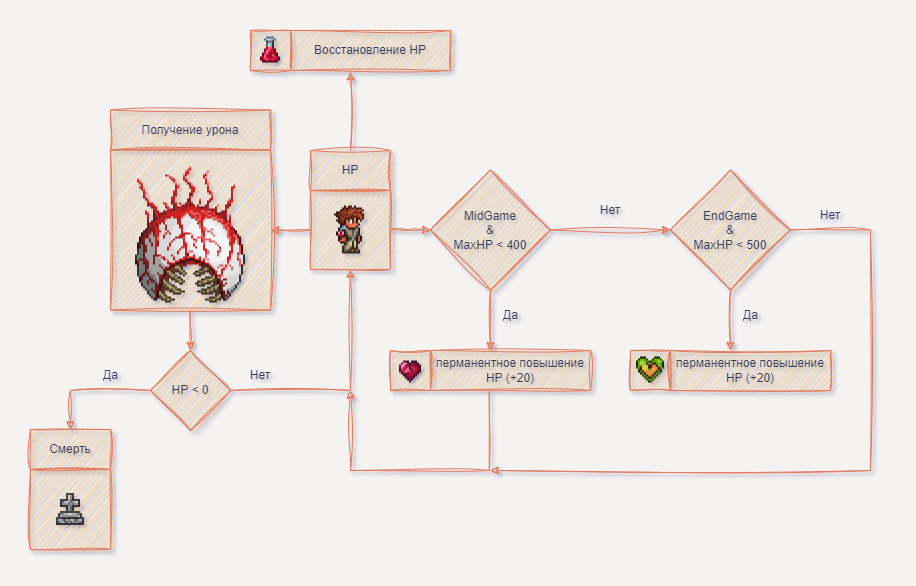 Восстановление HP
Получение урона
HP
MidGame
&
MaxHP < 400
Нет
EndGame
&
MaxHP < 500
Нет
Да
Да
перманентное повышение
HP (+20)
перманентное повышение
HP (+20)
Да
HP < 0
Нет
Смерть